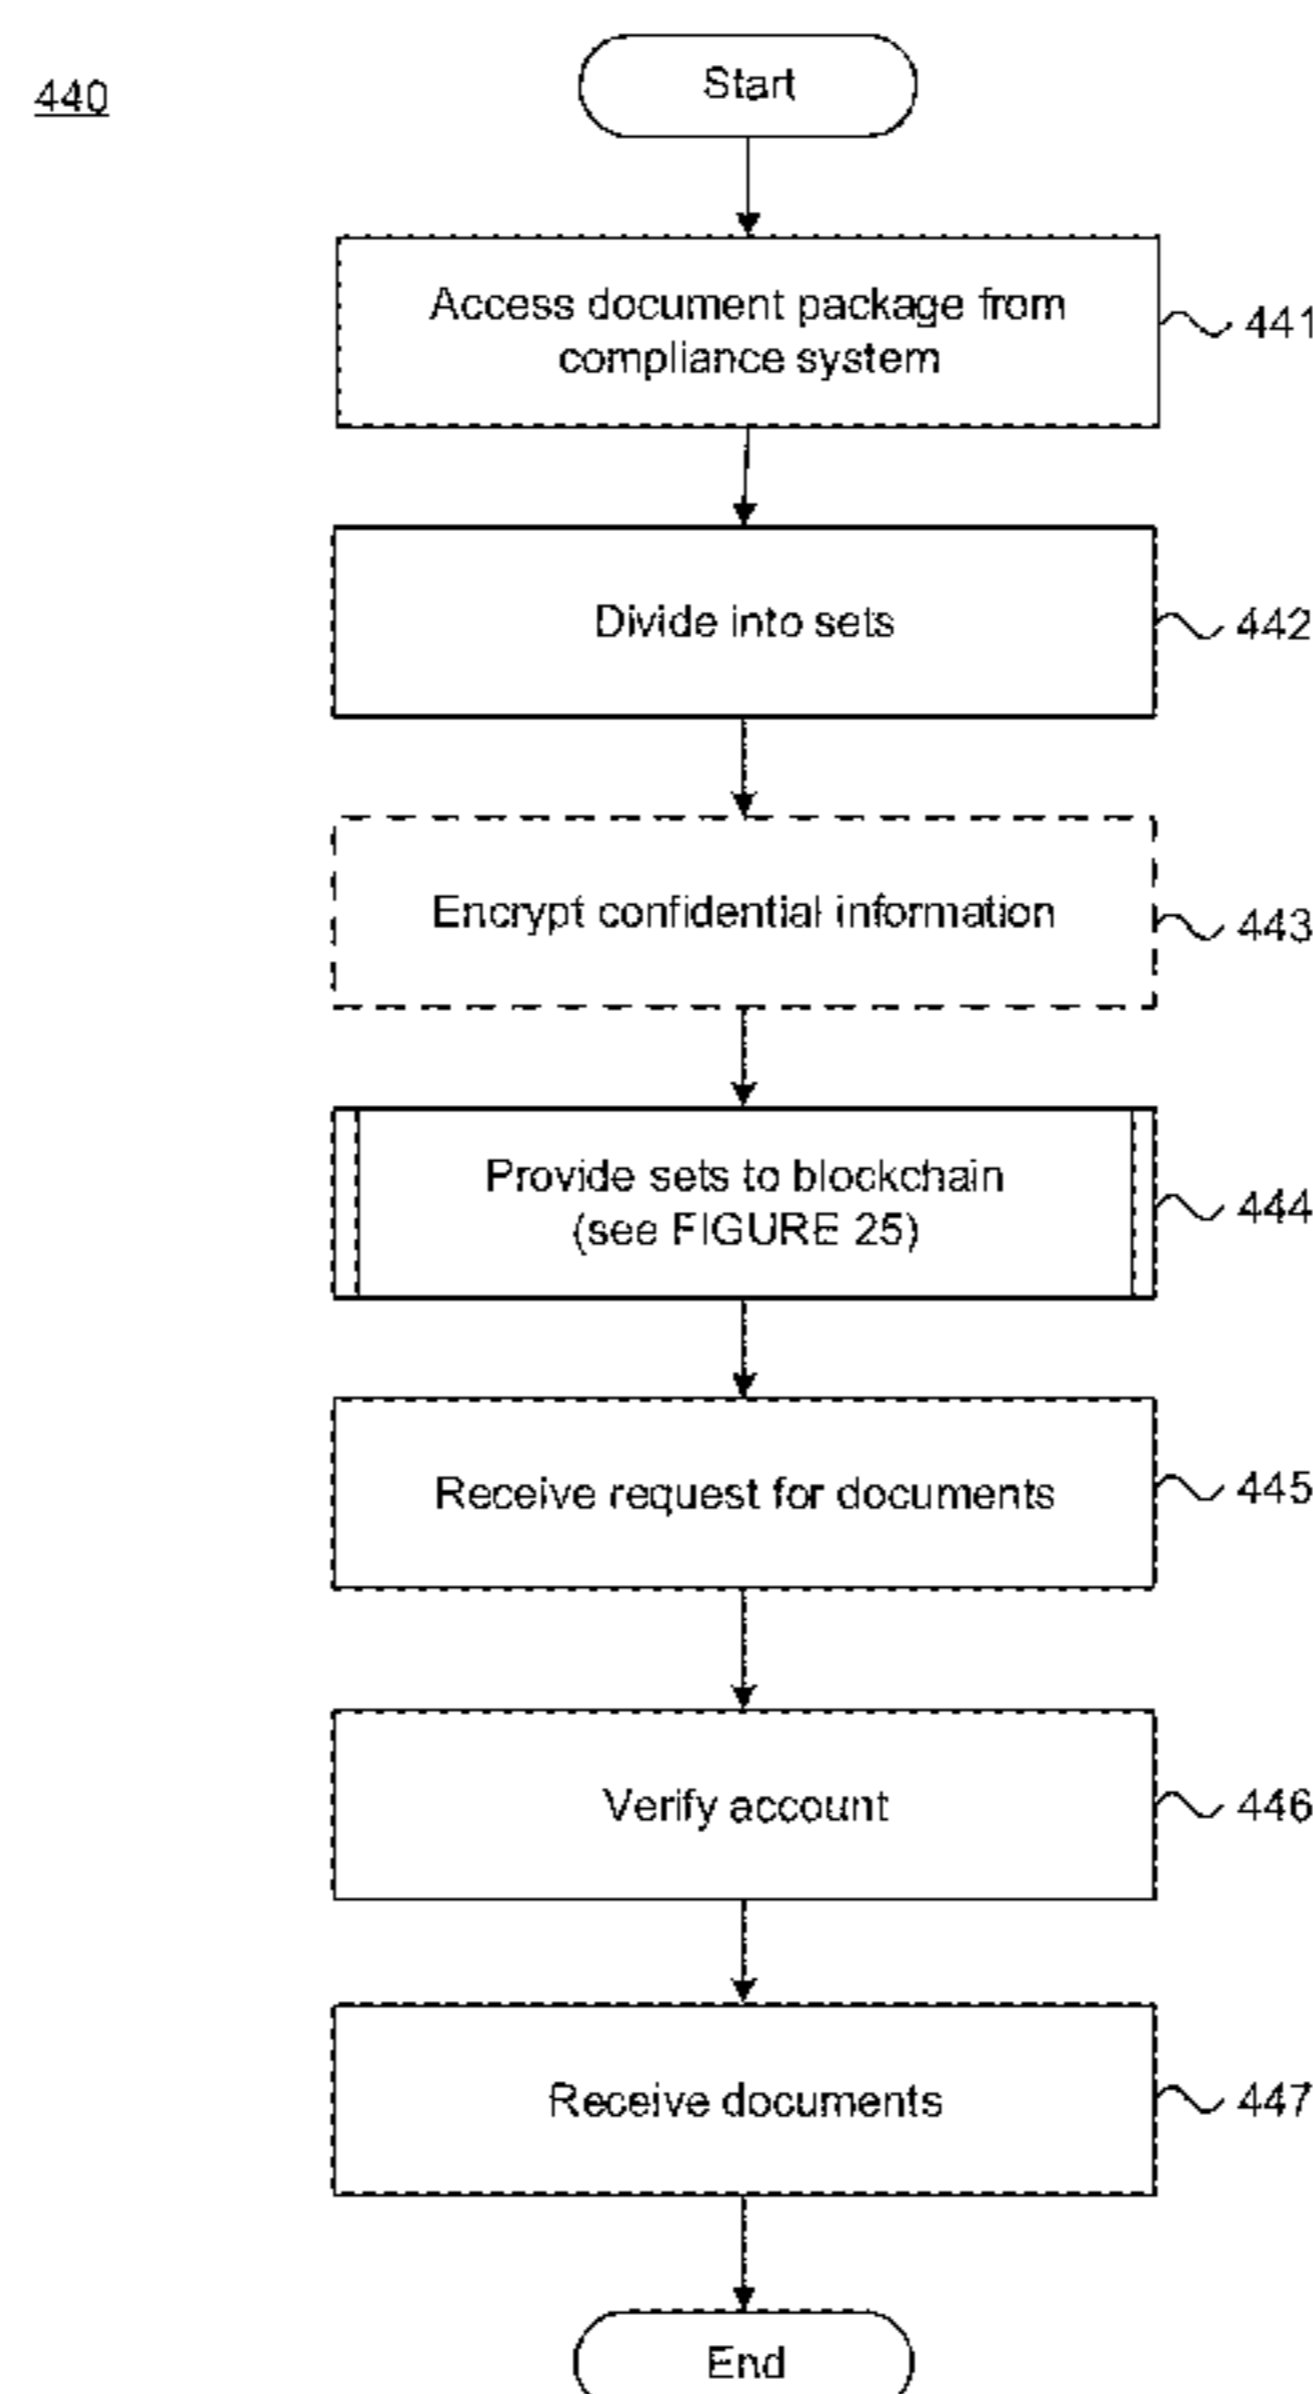 440
Start
Access document package from
compliance system
441
Divide into sets
442
Encrypt confidential information
443
Provide sets to blockchain
(see FIGURE 25)
444
Receive request for documents
445
Verify account
446
Receive documents
447
End